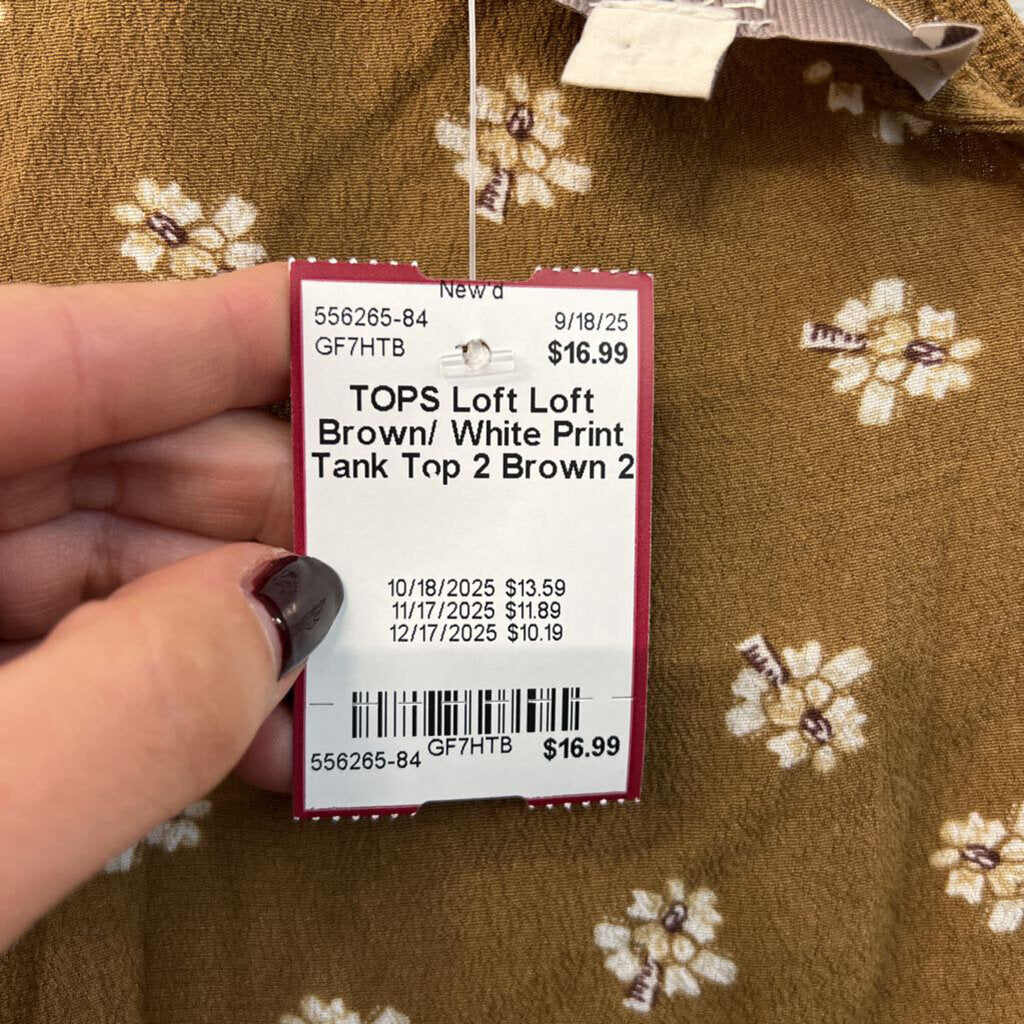 New'd
556265-84 9/18/25
GF7HTB $16.99
TOPS Loft Loft
Brown/ White Print
Tank Top 2 Brown 2
10/18/2025 $13.59
11/17/2025 $11.89
12/17/2025 $10.19
556265-84 GF7HTB $16.99